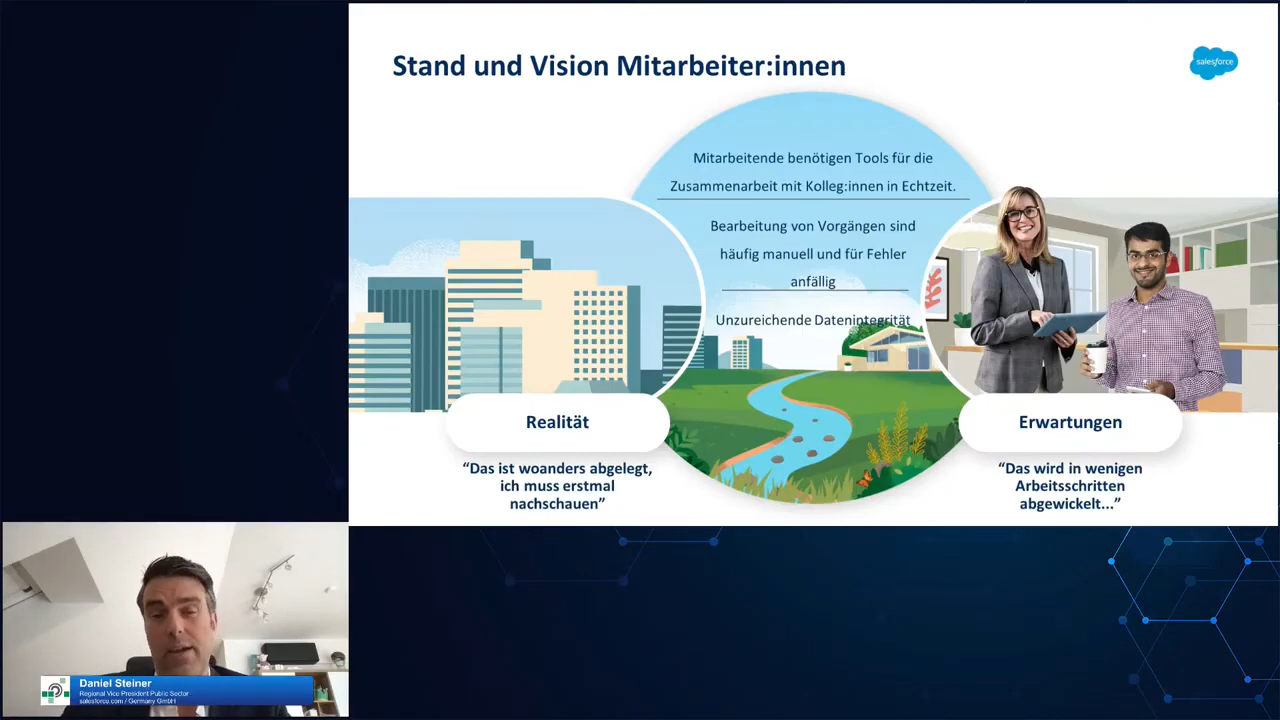 Stand und Vision Mitarbeiter:innen
salesforce
Mitarbeitende benötigen Tools für die
Zusammenarbeit mit Kolleg:innen in Echtzeit.
Bearbeitung von Vorgängen sind
häufig manuell und für Fehler
anfällig
Unzureichende Datenintegrität
Realität
Erwartungen
“Das ist woanders abgelegt,
ich muss erstmal
nachschauen”
“Das wird in wenigen
Arbeitsschritten
abgewickelt...”
Daniel Steiner
Regional Vice President Public Sector
salesforce.com / Germany GmbH